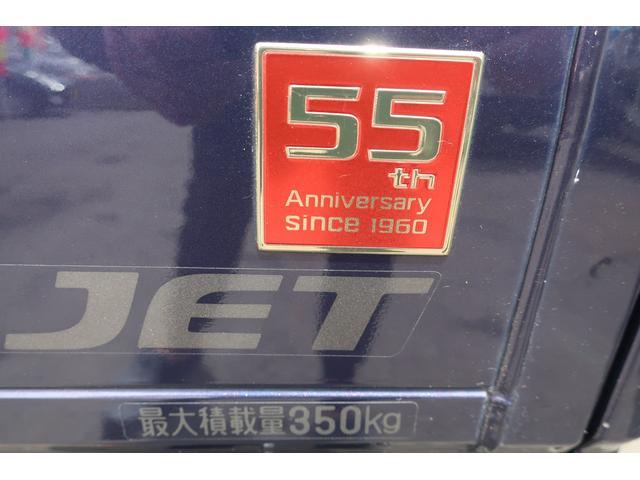 55
th
Anniversary
since 1960
JET
最大積載量350kg